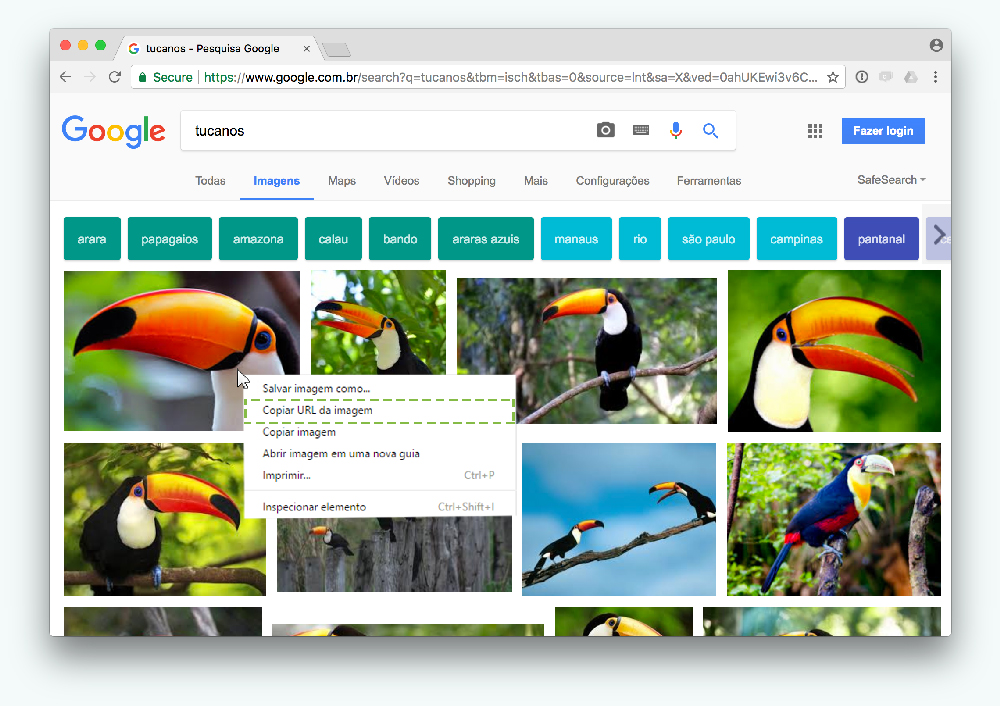 tucanos - Pesquisa Google
Secure https://www.google.com.br/search?q=tucanos&tbm=isch&tbas=0&source=lnt&sa=X&ved=0ahUKEwi3v6C...
Google tucanos Fazer login
Todas Imagens Maps Vídeos Shopping Mais Configurações Ferramentas SafeSearch
arara papagaios amazona calau bando araras azuis manaus rio são paulo campinas pantanal
Salvar imagem como...
Copiar URL da imagem
Copiar imagem
Abrir imagem em uma nova guia
Imprimir... Ctrl+P
Inspecionar elemento Ctrl+Shift+I